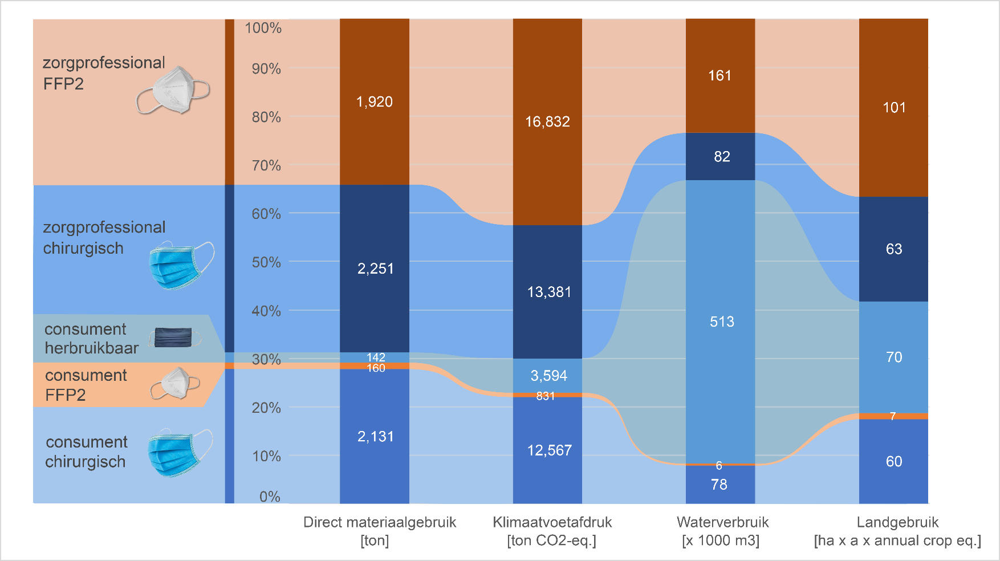 zorgprofessional
FFP2
zorgprofessional
chirurgisch
consument
herbruikbaar
consument
FFP2
consument
chirurgisch
100%
90%
80%
70%
60%
50%
40%
30%
20%
10%
0%
1,920
2,251
142
160
2,131
16,832
13,381
3,594
831
12,567
161
82
513
6
78
101
63
70
7
60
Direct materiaalgebruik
[ton]
Klimaatvoetafdruk
[ton CO2-eq.]
Waterverbruik
[x 1000 m3]
Landgebruik
[ha x a x annual crop eq.]